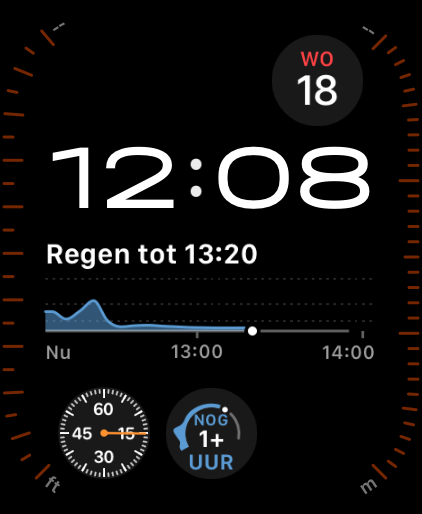 -- --
WO
18
12:08
Regen tot 13:20
Nu 13:00 14:00
60
45 15
30
NOG
1+
UUR
ft m